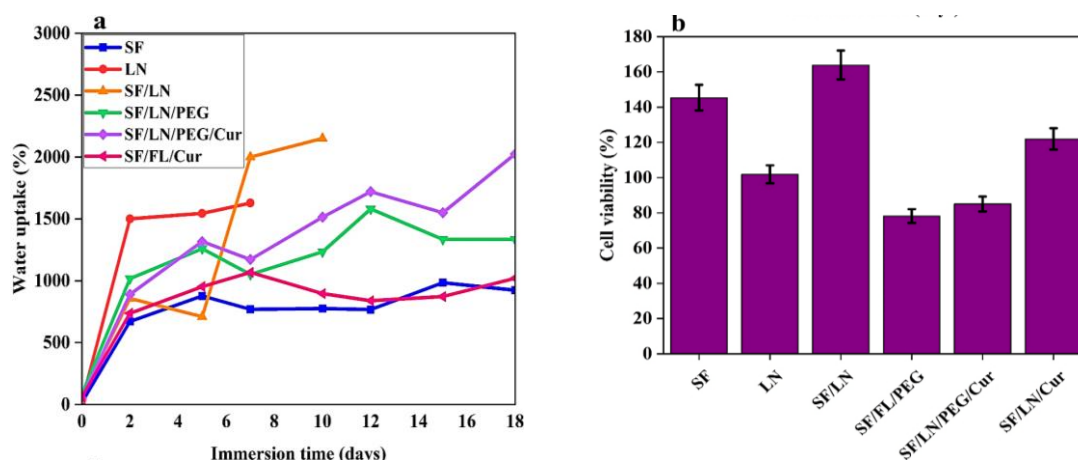 a
3000
2500
2000
1500
1000
500
0
Water uptake (%)
SF
LN
SF/LN
SF/LN/PEG
SF/LN/PEG/Cur
SF/FL/Cur
0 2 4 6 8 10 12 14 16 18
Immersion time (days)
b
180
160
140
120
100
80
60
40
20
0
Cell viability (%)
SF
LN
SF/LN
SF/FL/PEG
SF/LN/PEG/Cur
SF/LN/Cur